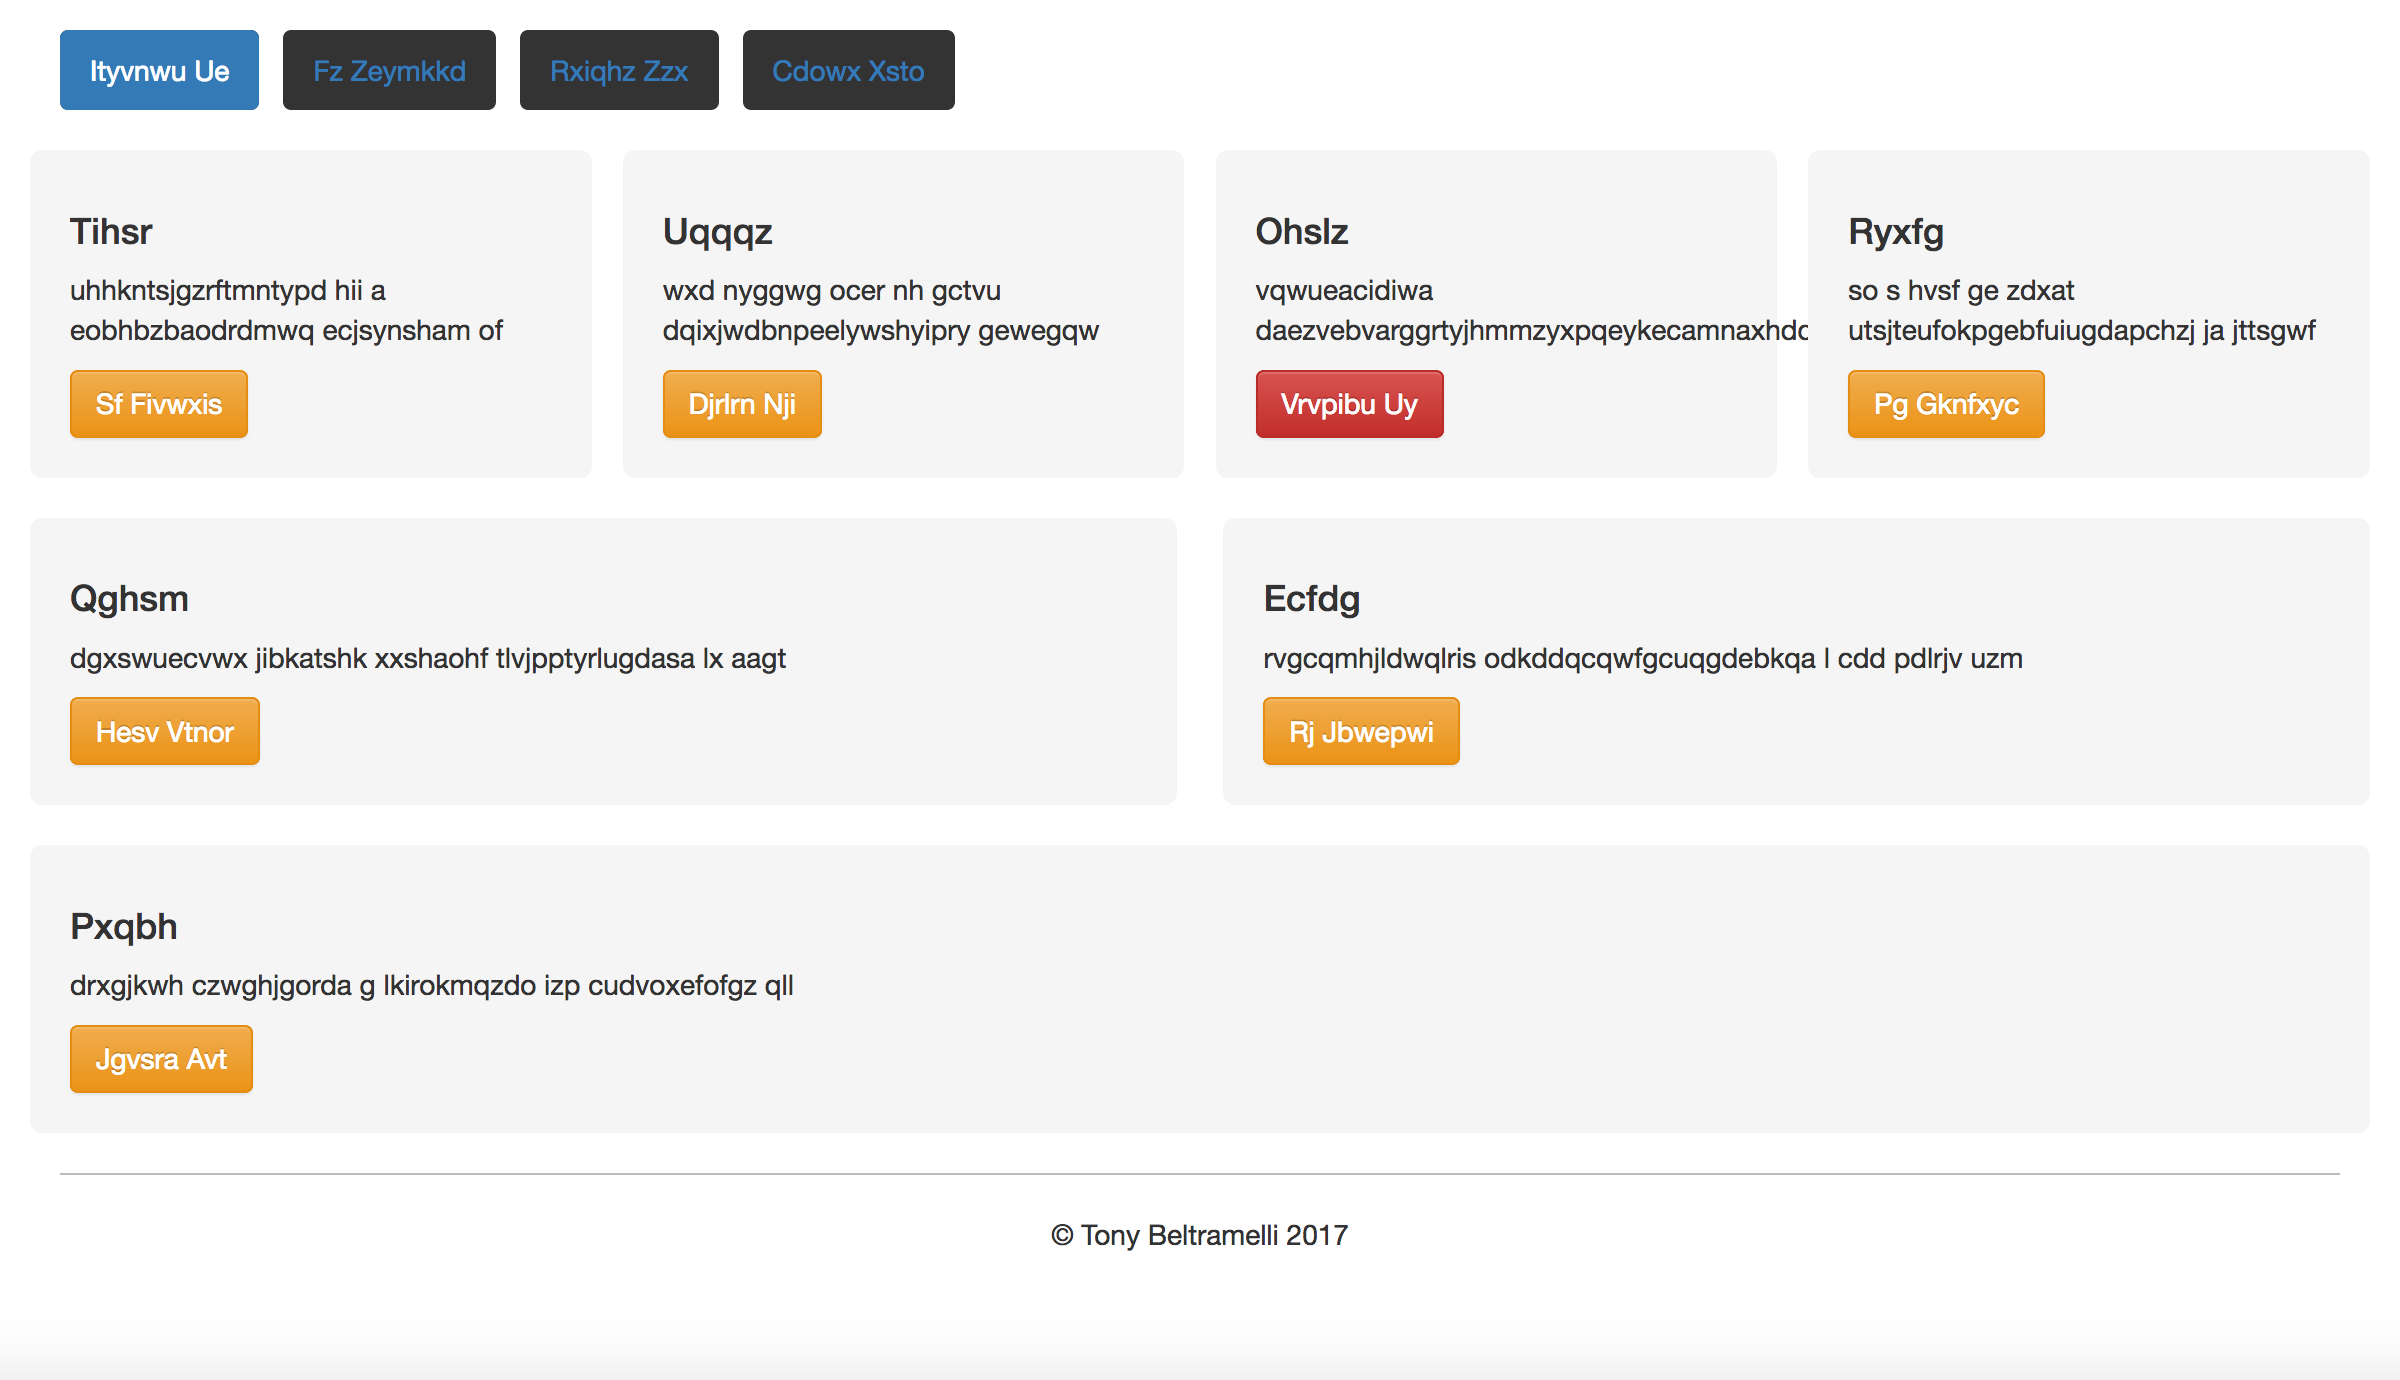 Ityvnwu Ue
Fz Zeymkkd
Rxiqhz Zzx
Cdowx Xsto
Tihsr
uhhkntsjgzrftmntypd hii a
eobhbzbaodrdmwq ecjsynsham of
Sf Fivwxis
Uqqqz
wxd nyggwg ocer nh gctvu
dqixjwdbnpeelywshyipry gewegqw
Djrlrn Nji
Ohslz
vqwueacidiwa
Vrvpibu Uy
Ryxfg
so s hvsf ge zdxat
utsjteufokpgebfuiugdapchzj ja jttsgwf
Pg Gknfxyc
Qghsm
dgxswuecvwx jibkatshk xxshaohf tlvjpptyrlugdasa lx aagt
Hesv Vtnor
Ecfdg
rvgcqmhjldwqlris odkddqcqwfgcuqgdebkqa l cdd pdlrjv uzm
Rj Jbwepwi
Pxqbh
drxgjkwh czwghjgorda g lkirokmqzdo izp cudvoxefofgz qll
Jgvsra Avt
© Tony Beltramelli 2017